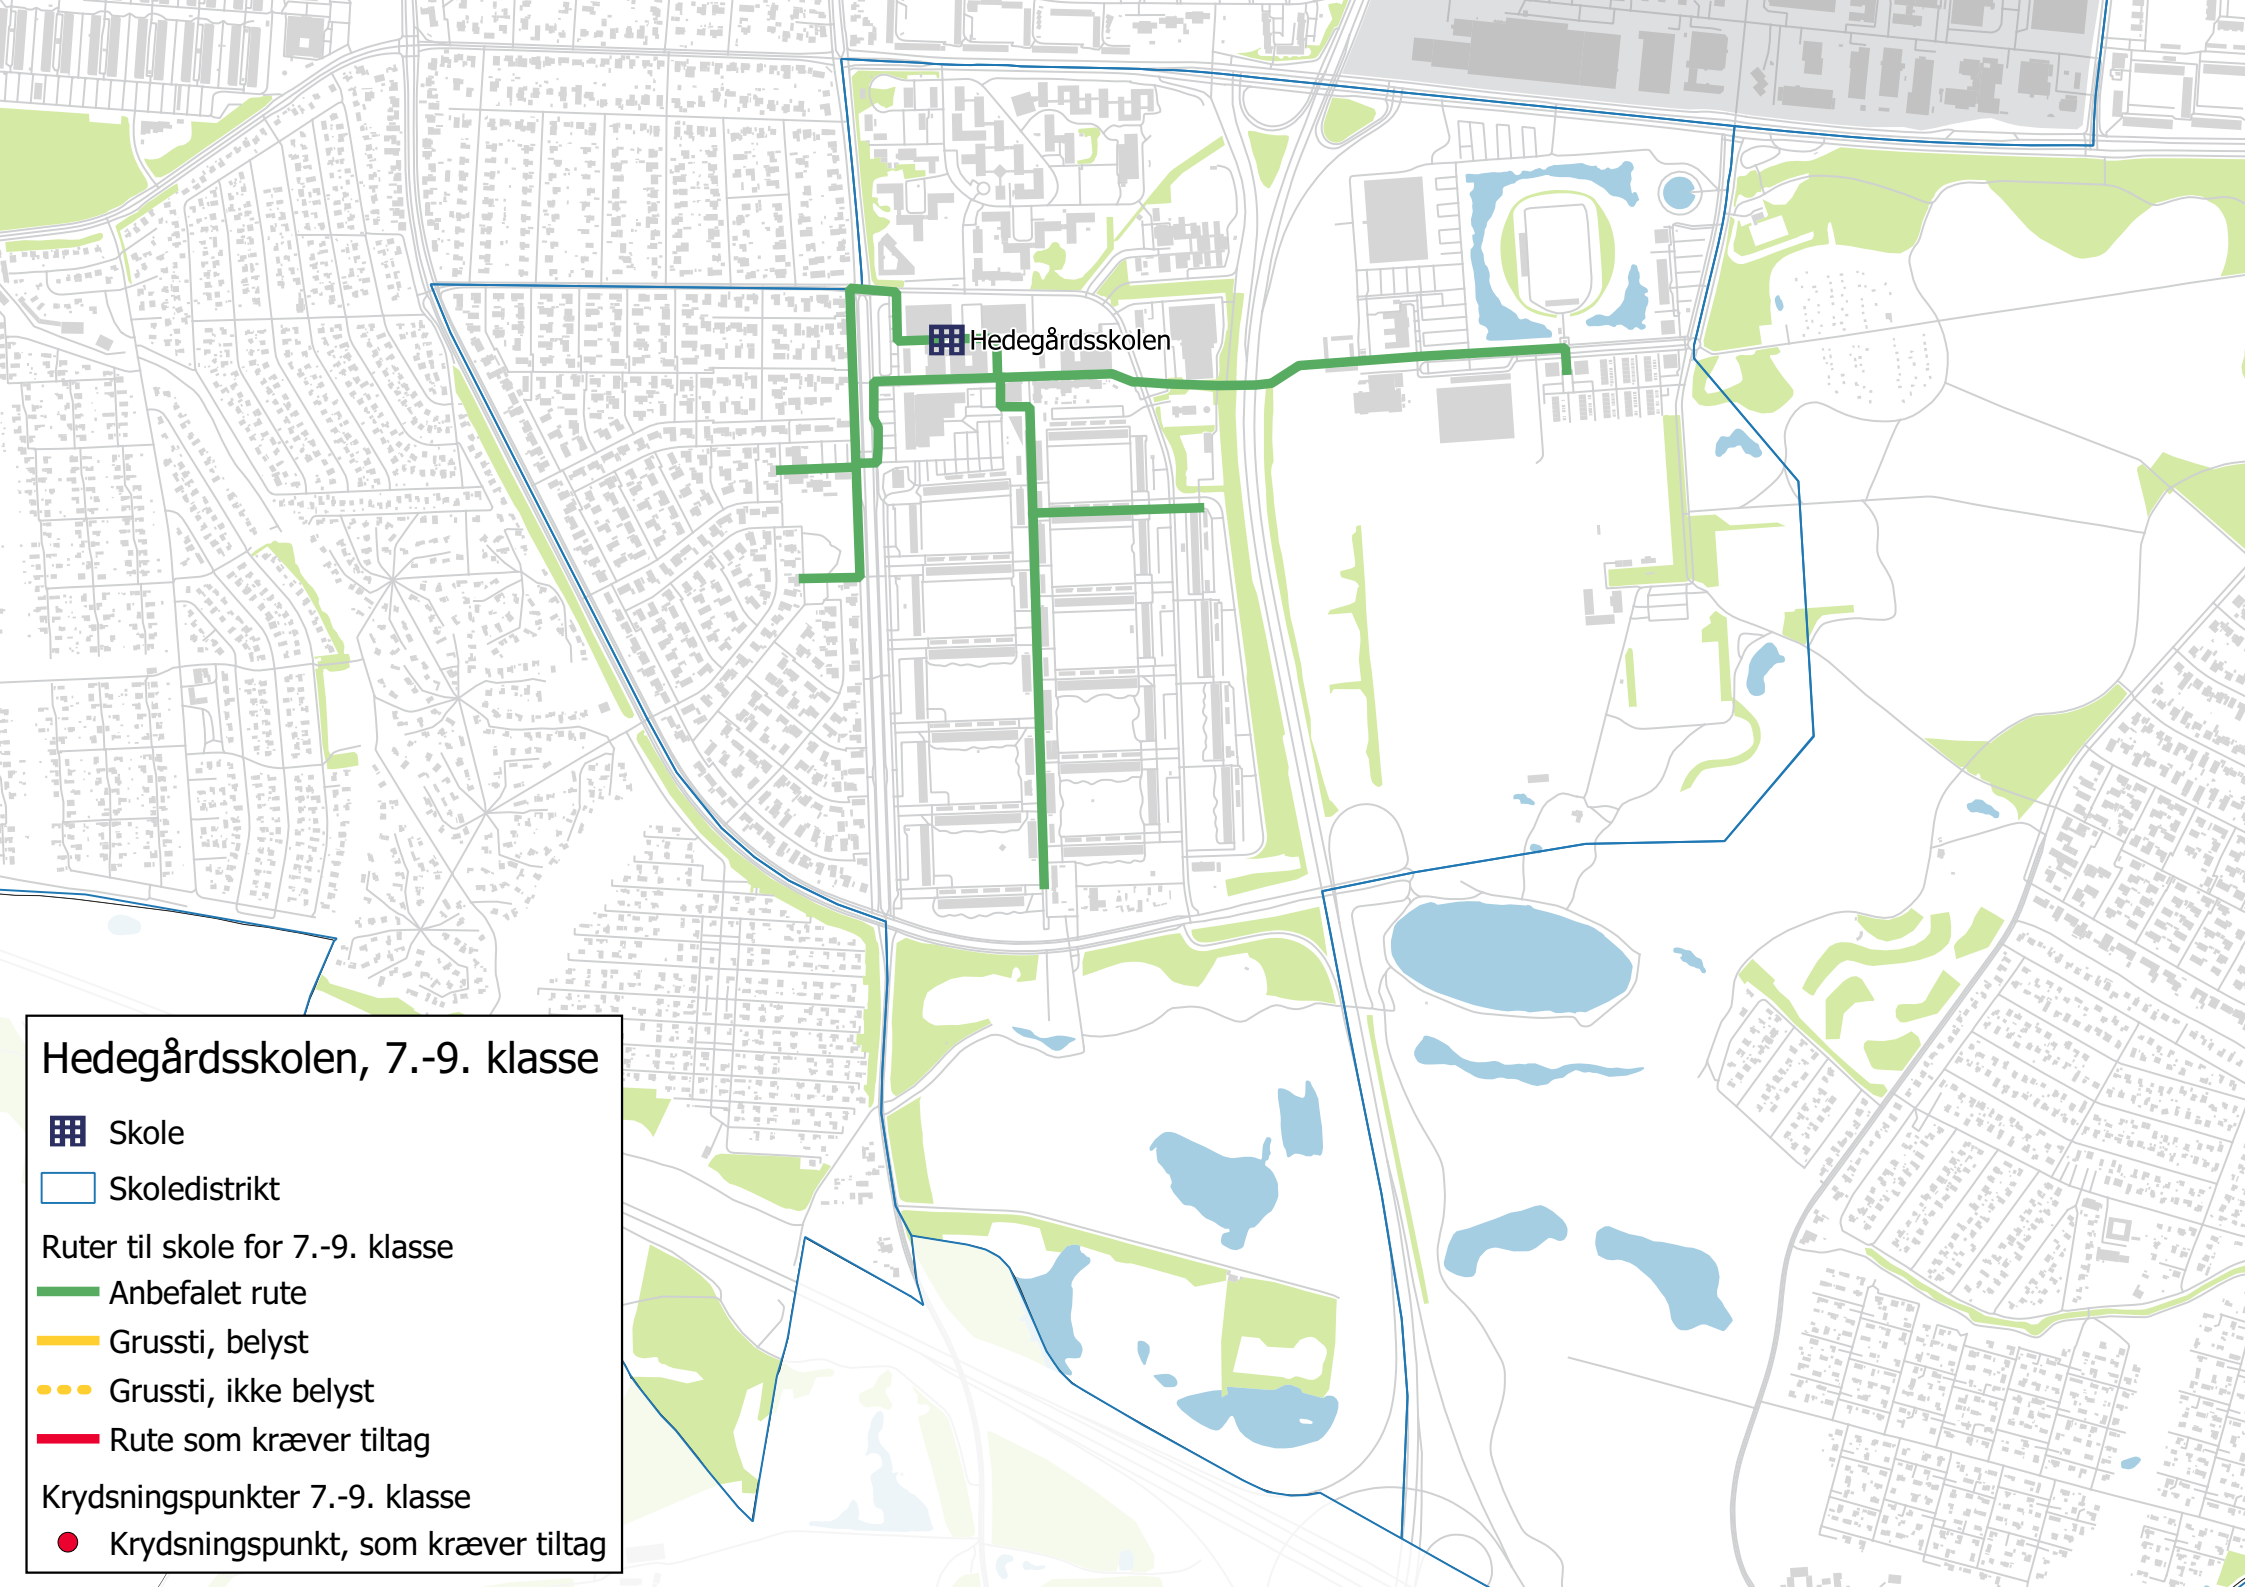 Hedegårdsskolen
Hedegårdsskolen, 7.-9. klasse
Skole
Skoledistrikt
Ruter til skole for 7.-9. klasse
Anbefalet rute
Grussti, belyst
Grussti, ikke belyst
Rute som kræver tiltag
Krydsningspunkter 7.-9. klasse
Krydsningspunkt, som kræver tiltag